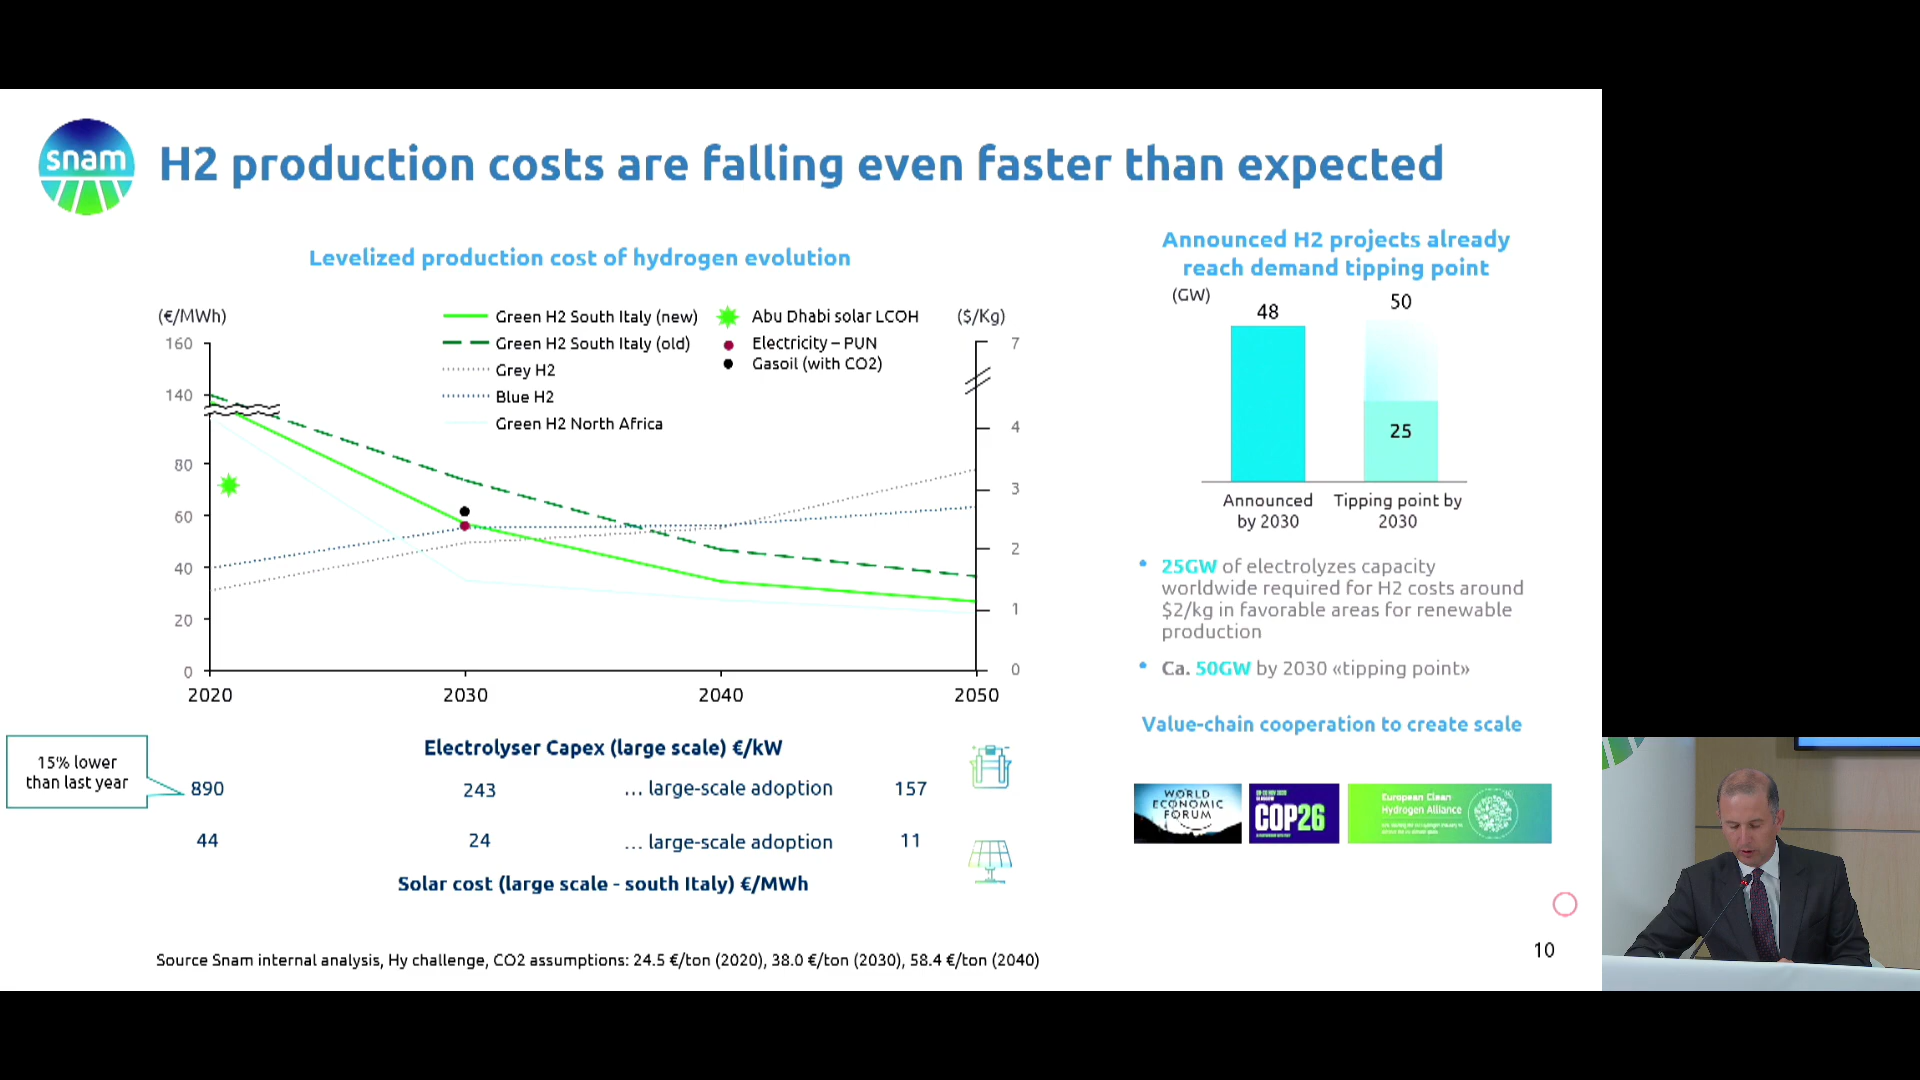 snam
H2 production costs are falling even faster than expected
Levelized production cost of hydrogen evolution
(€/MWh)
Green H2 South Italy (new)
Green H2 South Italy (old)
Grey H2
Blue H2
Green H2 North Africa
Abu Dhabi solar LCOH
Electricity – PUN
Gasoil (with CO2)
($/Kg)
160
140
80
60
40
20
0
7
4
3
2
1
0
2020 2030 2040 2050
Electrolyser Capex (large scale) €/kW
15% lower
than last year
890 243 ... large-scale adoption 157
44 24 ... large-scale adoption 11
Solar cost (large scale - south Italy) €/MWh
Announced H2 projects already
reach demand tipping point
(GW)
48
50
25
Announced
by 2030
Tipping point by
2030
• 25GW of electrolyzes capacity
worldwide required for H2 costs around
$2/kg in favorable areas for renewable
production
• Ca. 50GW by 2030 «tipping point»
Value-chain cooperation to create scale
WORLD
ECONOMIC
FORUM
COP26
European Clean
Hydrogen Alliance
10
Source Snam internal analysis, Hy challenge, CO2 assumptions: 24.5 €/ton (2020), 38.0 €/ton (2030), 58.4 €/ton (2040)